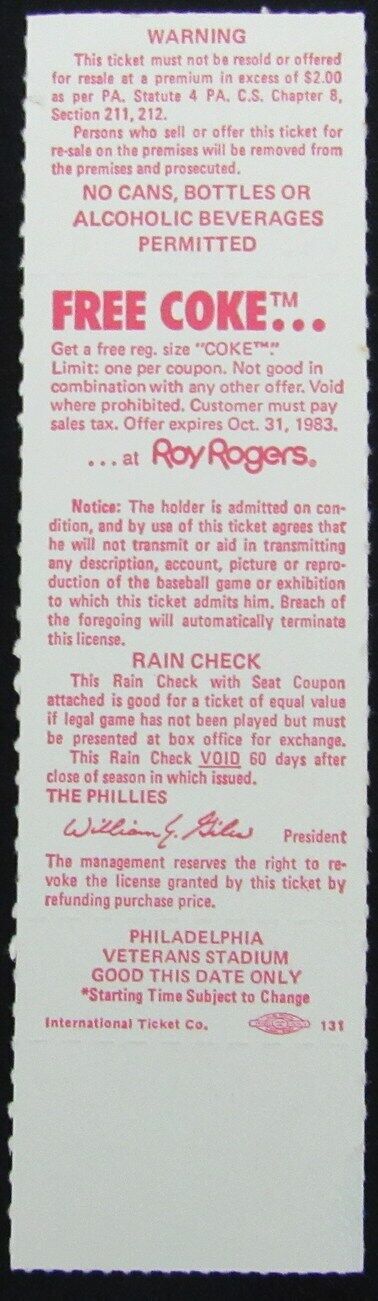 WARNING
This ticket must not be resold or offered
for resale at a premium in excess of $2.00
as per PA. Statute 4 PA. C.S. Chapter 8,
Section 211, 212.
Persons who sell or offer this ticket for
re-sale on the premises will be removed from
the premises and prosecuted.
NO CANS, BOTTLES OR
ALCOHOLIC BEVERAGES
PERMITTED
FREE COKE™...
Get a free reg. size "COKE™."
Limit: one per coupon. Not good in
combination with any other offer. Void
where prohibited. Customer must pay
sales tax. Offer expires Oct. 31, 1983.
...at Roy Rogers®
Notice: The holder is admitted on con-
dition, and by use of this ticket agrees that
he will not transmit or aid in transmitting
any description, account, picture or repro-
duction of the baseball game or exhibition
to which this ticket admits him. Breach of
the foregoing will automatically terminate
this license.
RAIN CHECK
This Rain Check with Seat Coupon
attached is good for a ticket of equal value
if legal game has not been played but must
be presented at box office for exchange.
This Rain Check VOID 60 days after
close of season in which issued.
THE PHILLIES
William Y. Giles President
The management reserves the right to re-
voke the license granted by this ticket by
refunding purchase price.
PHILADELPHIA
VETERANS STADIUM
GOOD THIS DATE ONLY
*Starting Time Subject to Change
International Ticket Co. 131